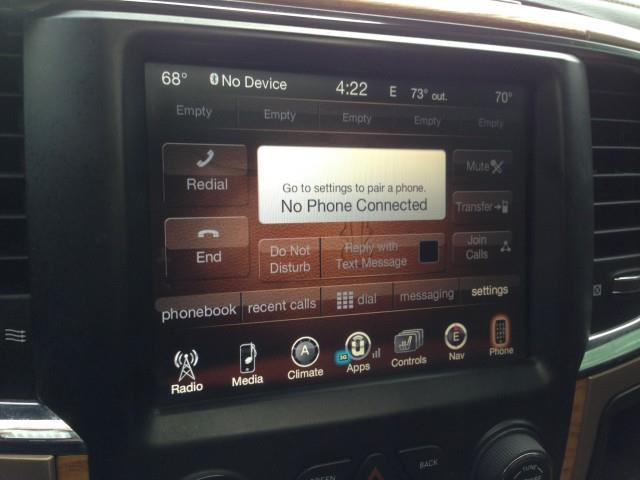 68° No Device 4:22 E 73° out. 70°
Empty Empty Empty Empty Empty
Redial
Go to settings to pair a phone.
No Phone Connected
Mute
Transfer
End
Do Not
Disturb
Reply with
Text Message
Join
Calls
phonebook recent calls dial messaging settings
A U E
3G
Radio Media Climate Apps Controls Nav Phone
BACK
TUNE